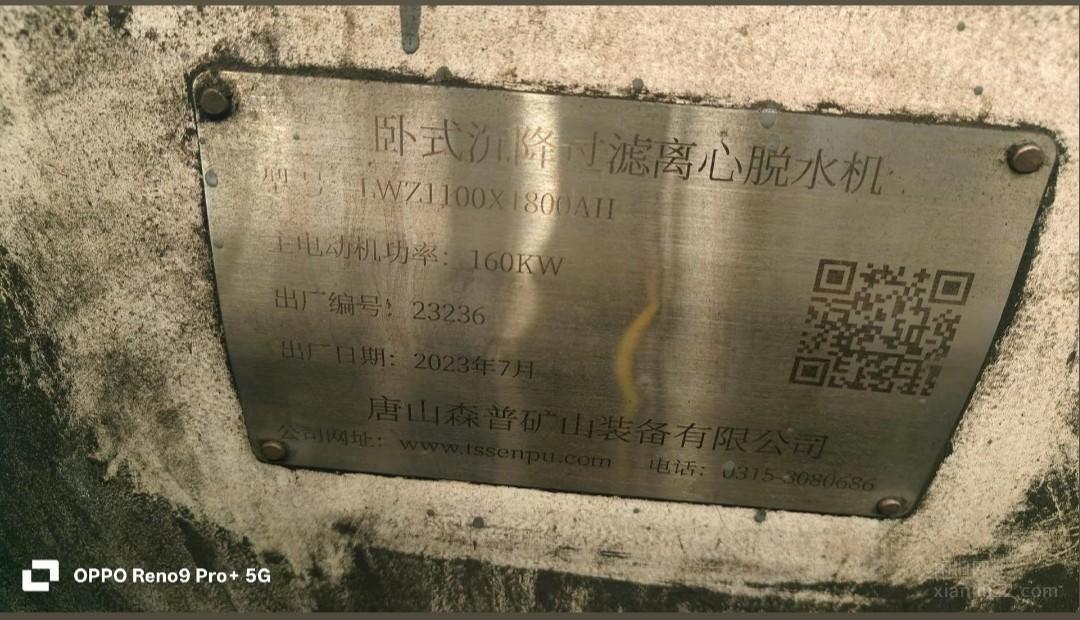 卧式沉降过滤离心脱水机
型号 LWZ1100X1800AII
主电动机功率: 160KW
出厂编号: 23236
出厂日期: 2023年7月
唐山森普矿山装备有限公司
公司网址: www.tssenpu.com 电话: 0315-3080686
OPPO Reno9 Pro+ 5G